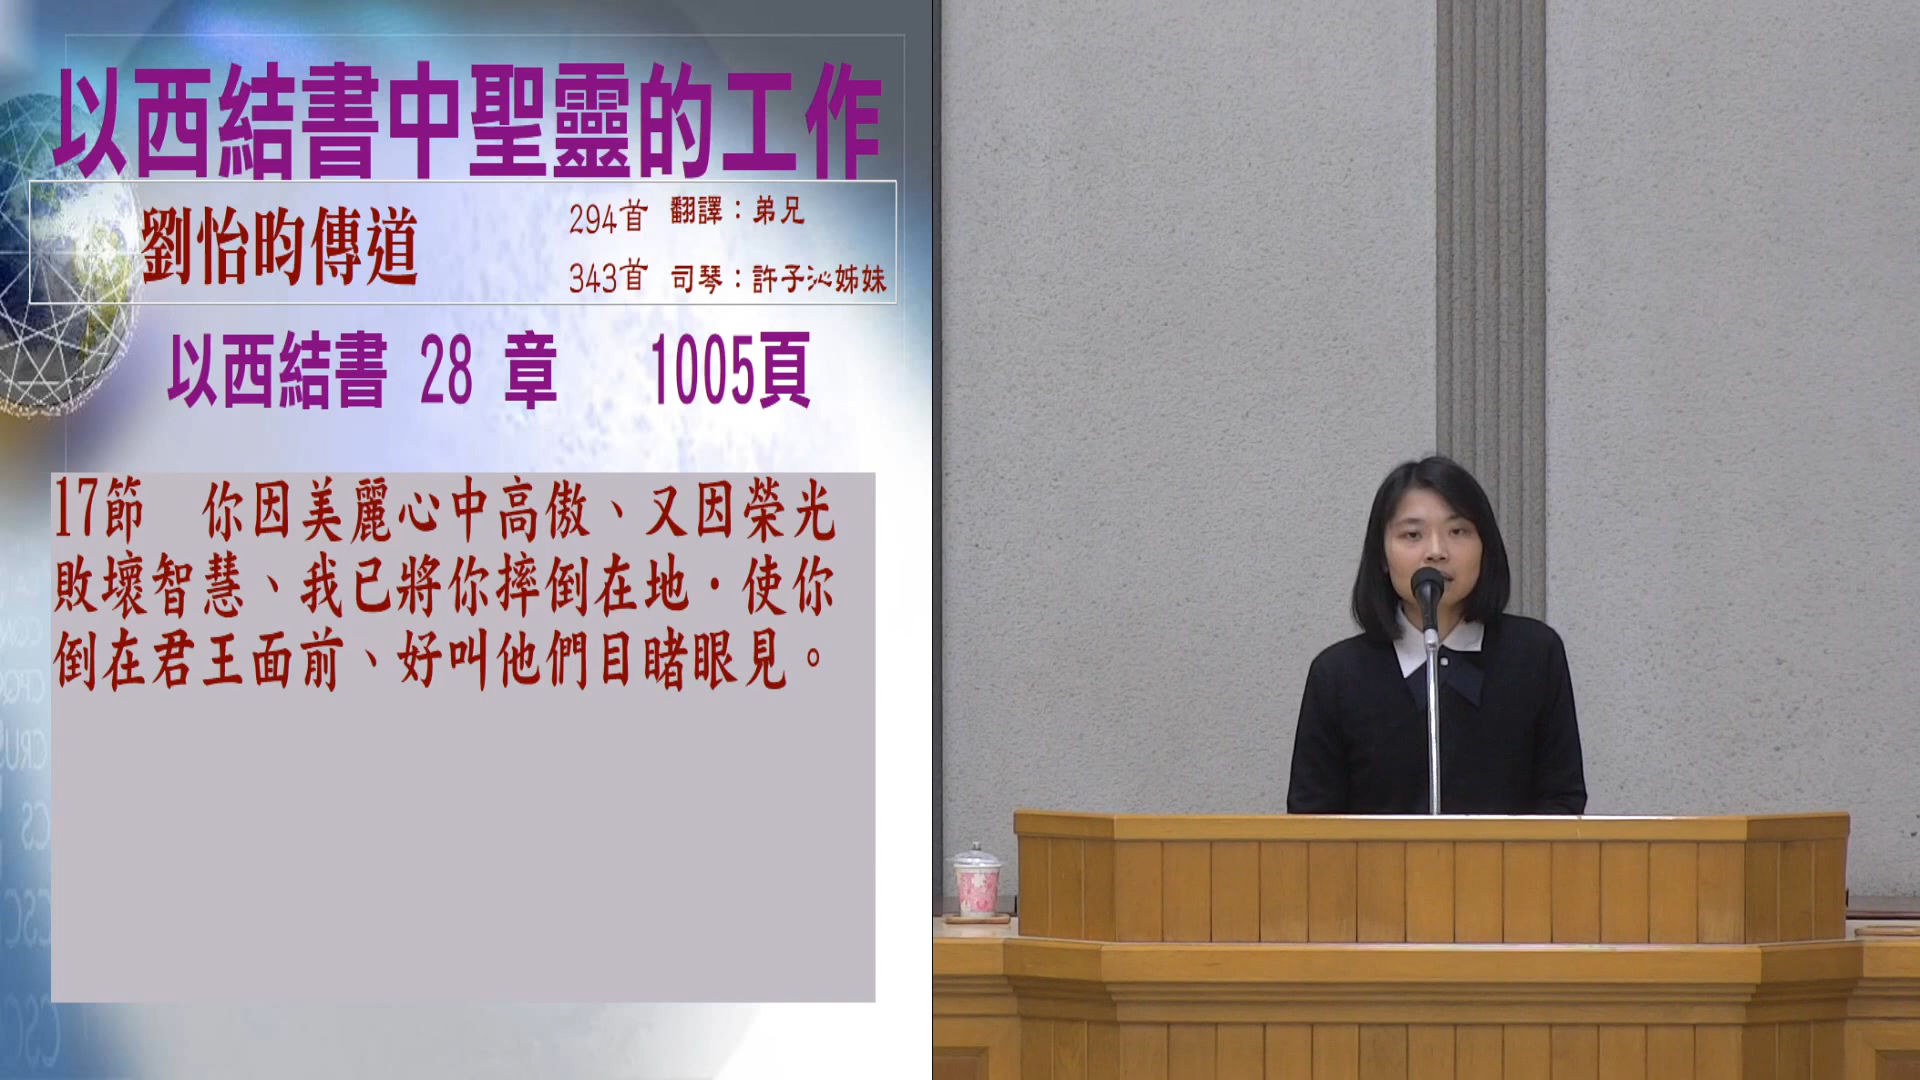 以西結書中聖靈的工作
劉怡昀傳道
294首 翻譯：弟兄
343首 司琴：許子沁姊妹
以西結書 28 章 1005頁
17節 你因美麗心中高傲、又因榮光
敗壞智慧、我已將你摔倒在地．使你
倒在君王面前、好叫他們目睹眼見。